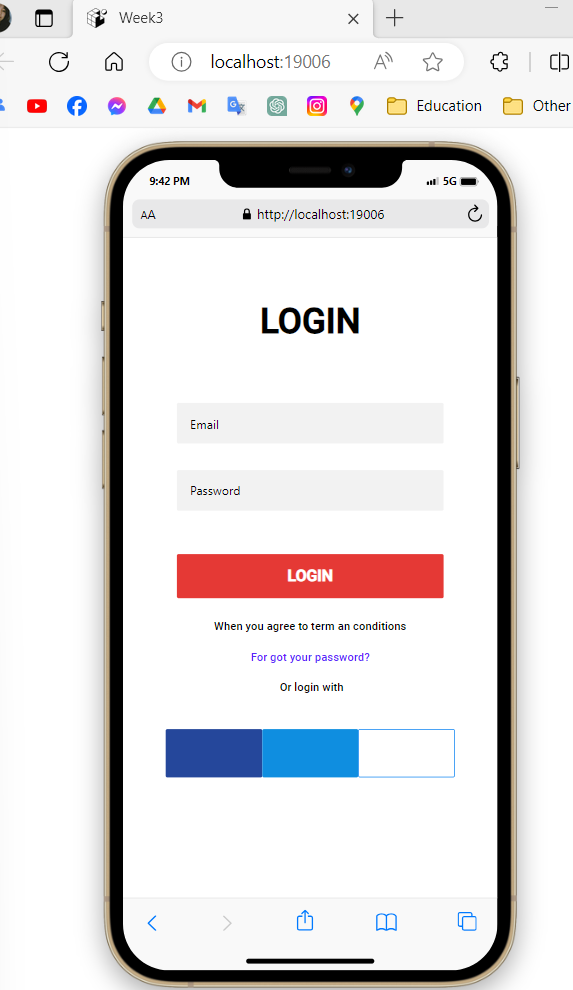 Week3
localhost:19006
Education
Other
9:42 PM
5G
AA
http://localhost:19006
LOGIN
Email
Password
LOGIN
When you agree to term an conditions
For got your password?
Or login with